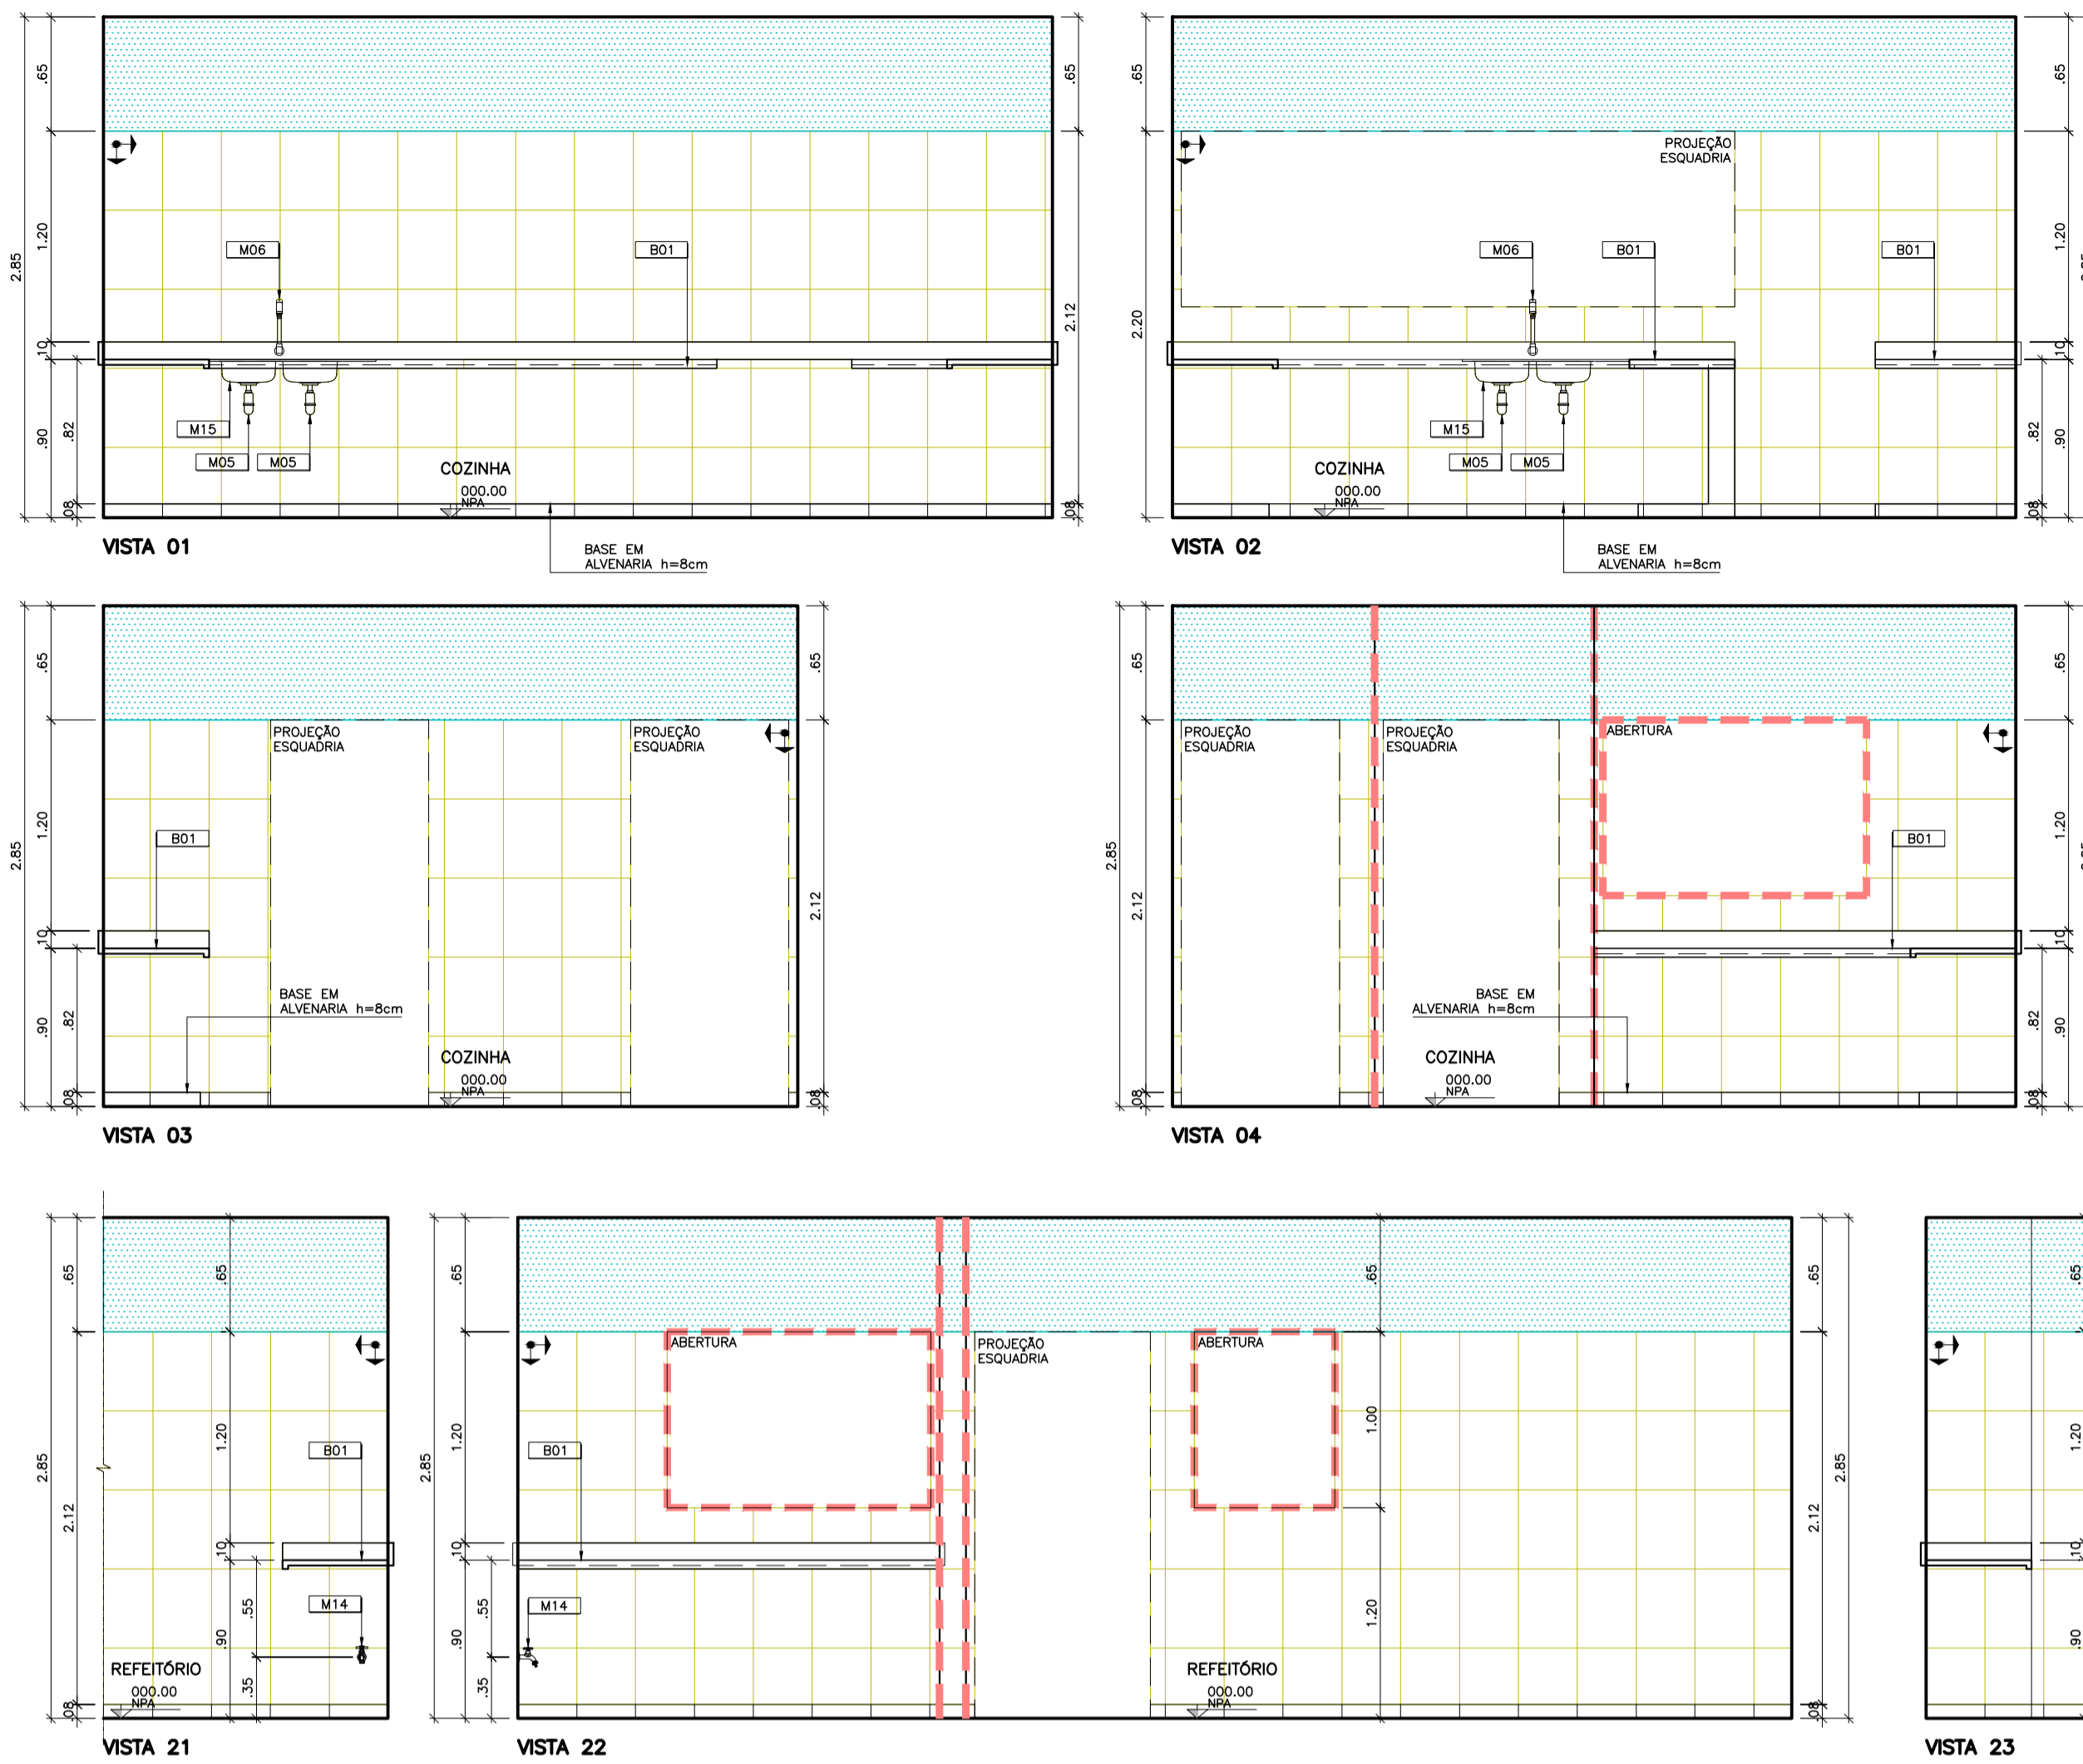 2.85
.65
1.20
.10
.90
.82
.08
M06
B01
M15
M05
M05
COZINHA
000.00
NPA
.65
2.12
.08
VISTA 01
BASE EM
ALVENARIA h=8cm
.65
2.20
PROJEÇÃO
ESQUADRIA
M06
B01
B01
M15
M05
M05
COZINHA
000.00
NPA
.65
1.20
.10
.82
.90
.08
VISTA 02
BASE EM
ALVENARIA h=8cm
2.85
.65
1.20
.10
.90
.82
.08
PROJEÇÃO
ESQUADRIA
PROJEÇÃO
ESQUADRIA
B01
BASE EM
ALVENARIA h=8cm
COZINHA
000.00
NPA
.65
2.12
.08
VISTA 03
2.85
.65
2.12
.08
PROJEÇÃO
ESQUADRIA
PROJEÇÃO
ESQUADRIA
ABERTURA
B01
BASE EM
ALVENARIA h=8cm
COZINHA
000.00
NPA
.65
1.20
.10
.82
.90
.08
VISTA 04
2.85
.65
2.12
.08
.65
1.20
.10
.90
.55
.35
B01
M14
REFEITÓRIO
000.00
NPA
VISTA 21
2.85
.65
1.20
.10
.90
.55
.35
ABERTURA
PROJEÇÃO
ESQUADRIA
ABERTURA
B01
M14
.65
1.00
1.20
REFEITÓRIO
000.00
NPA
.65
2.12
.08
2.85
VISTA 22
.65
1.20
.10
.90
VISTA 23